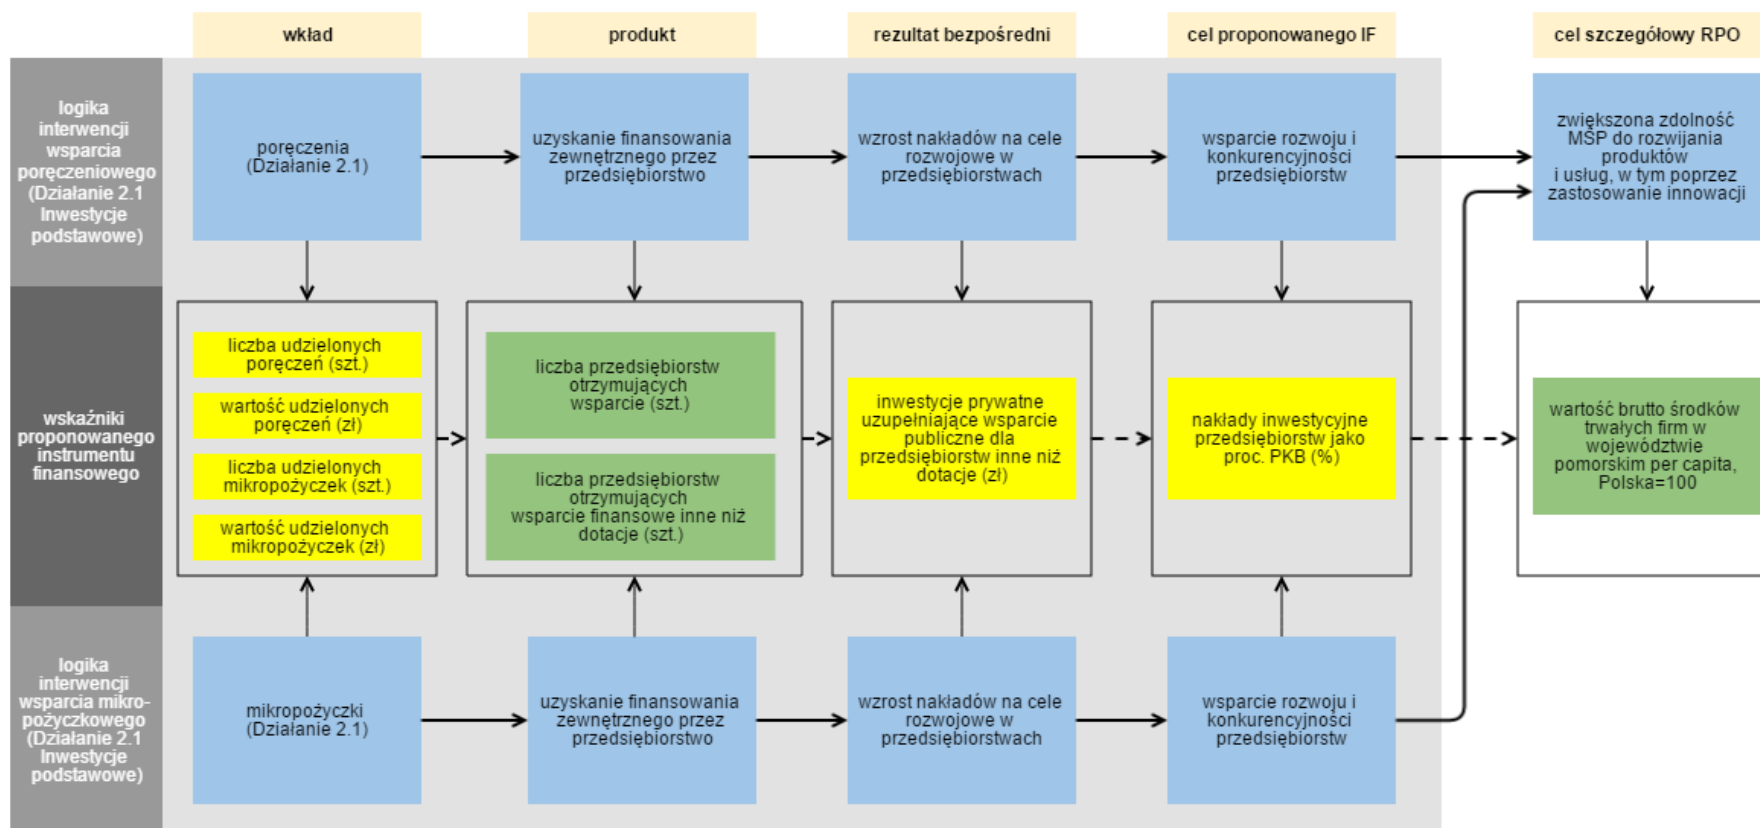 wkład
produkt
rezultat bezpośredni
cel proponowanego IF
cel szczegółowy RPO
logika
interwencji
wsparcia
poręczeniowego
(Działanie 2.1
Inwestycje
podstawowe)
poręczenia
(Działanie 2.1)
uzyskanie finansowania
zewnętrznego przez
przedsiębiorstwo
wzrost nakładów na cele
rozwojowe w
przedsiębiorstwach
wsparcie rozwoju i
konkurencyjności
przedsiębiorstw
zwiększona zdolność
MŚP do rozwijania
produktów
i usług, w tym poprzez
zastosowanie innowacji
wskaźniki
proponowanego
instrumentu
finansowego
liczba udzielonych
poręczeń (szt.)
wartość udzielonych
poręczeń (zł)
liczba udzielonych
mikropożyczek (szt.)
wartość udzielonych
mikropożyczek (zł)
liczba przedsiębiorstw
otrzymujących
wsparcie (szt.)
liczba przedsiębiorstw
otrzymujących
wsparcie finansowe inne niż
dotacje (szt.)
inwestycje prywatne
uzupełniające wsparcie
publiczne dla
przedsiębiorstw inne niż
dotacje (zł)
nakłady inwestycyjne
przedsiębiorstw jako
proc. PKB (%)
wartość brutto środków
trwałych firm w
województwie
pomorskim per capita,
Polska=100
logika
interwencji
wsparcia mikro-
pożyczkowego
(Działanie 2.1
Inwestycje
podstawowe)
mikropożyczki
(Działanie 2.1)
uzyskanie finansowania
zewnętrznego przez
przedsiębiorstwo
wzrost nakładów na cele
rozwojowe w
przedsiębiorstwach
wsparcie rozwoju i
konkurencyjności
przedsiębiorstw